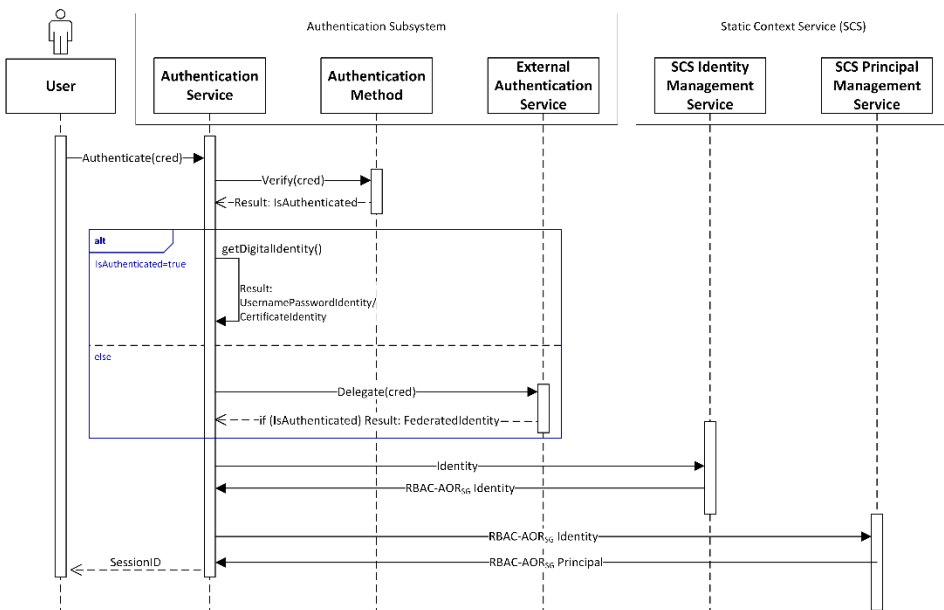 Authentication Subsystem
Static Context Service (SCS)
User
Authentication
Service
Authentication
Method
External
Authentication
Service
SCS Identity
Management
Service
SCS Principal
Management
Service
Authenticate(cred)
Verify(cred)
Result: IsAuthenticated
alt
IsAuthenticated=true
getDigitalIdentity()
Result:
UsernamePasswordIdentity/
CertificateIdentity
else
Delegate(cred)
if (IsAuthenticated) Result: FederatedIdentity
Identity
RBAC-AORSG Identity
RBAC-AORSG Identity
RBAC-AORSG Principal
SessionID